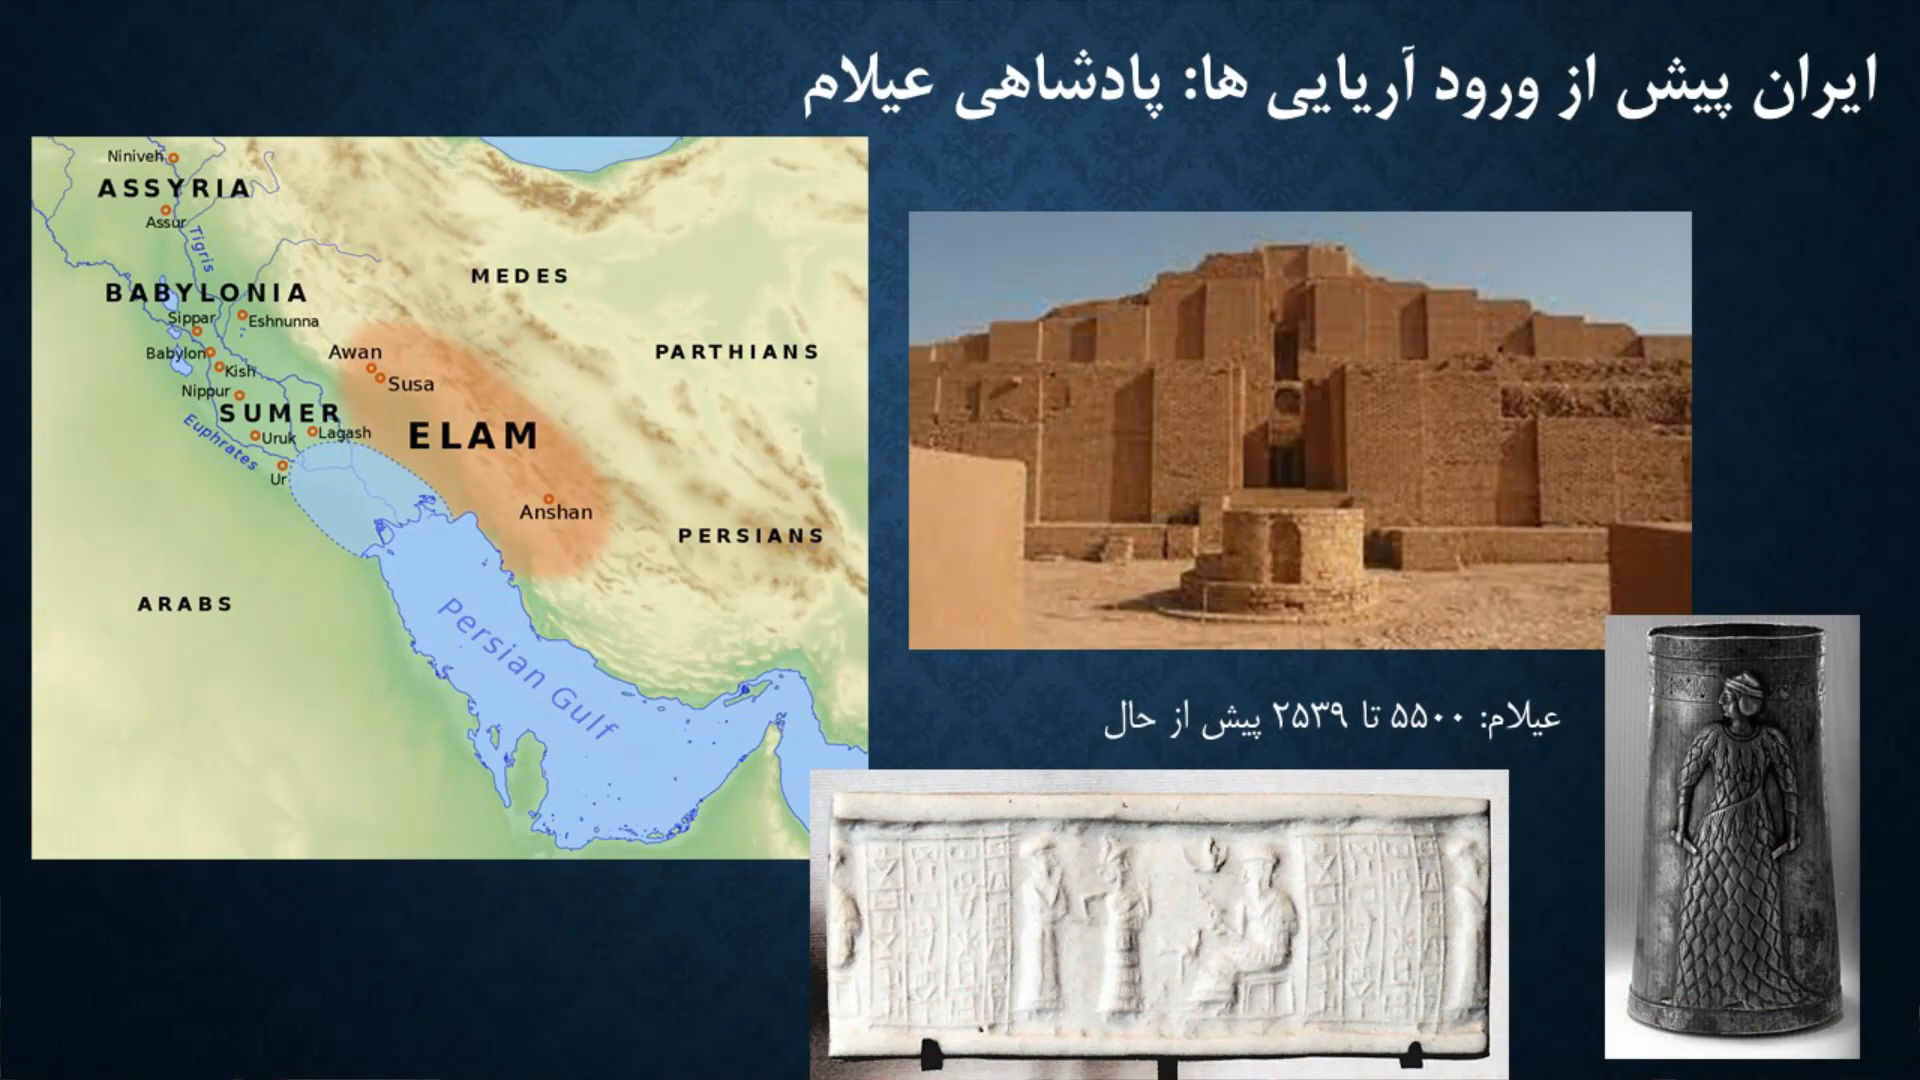 ایران پیش از ورود آریایی ها: پادشاهی عیلام
Niniveh
ASSYRIA
Assur
Tigris
MEDES
BABYLONIA
Sippar
Eshnunna
Babylon
Awan
PARTHIANS
Kish
Susa
Nippur
SUMER
ELAM
Uruk
Lagash
Euphrates
Ur
Anshan
PERSIANS
ARABS
Persian Gulf
عیلام: ۵۵۰۰ تا ۲۵۳۹ پیش از حال